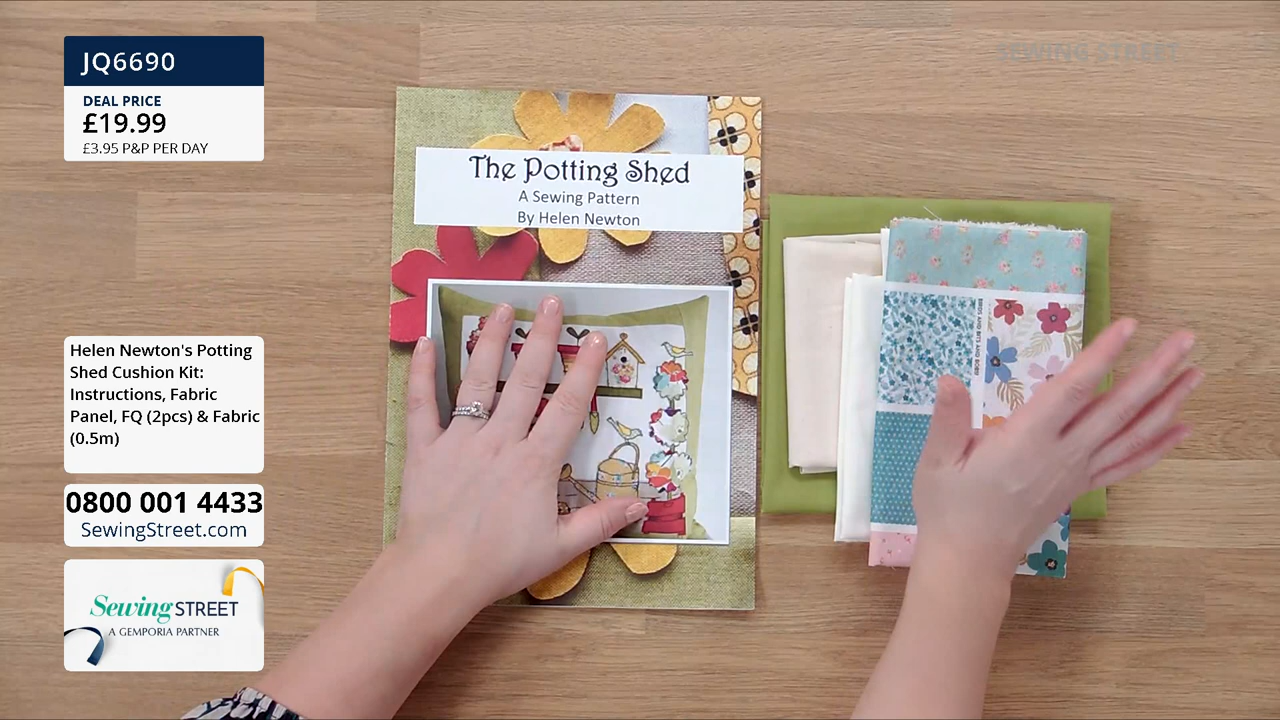 JQ6690
DEAL PRICE
£19.99
£3.95 P&P PER DAY
SEWING STREET
The Potting Shed
A Sewing Pattern
By Helen Newton
Helen Newton's Potting
Shed Cushion Kit:
Instructions, Fabric
Panel, FQ (2pcs) & Fabric
(0.5m)
0800 001 4433
SewingStreet.com
Sewing STREET
A GEMPORIA PARTNER